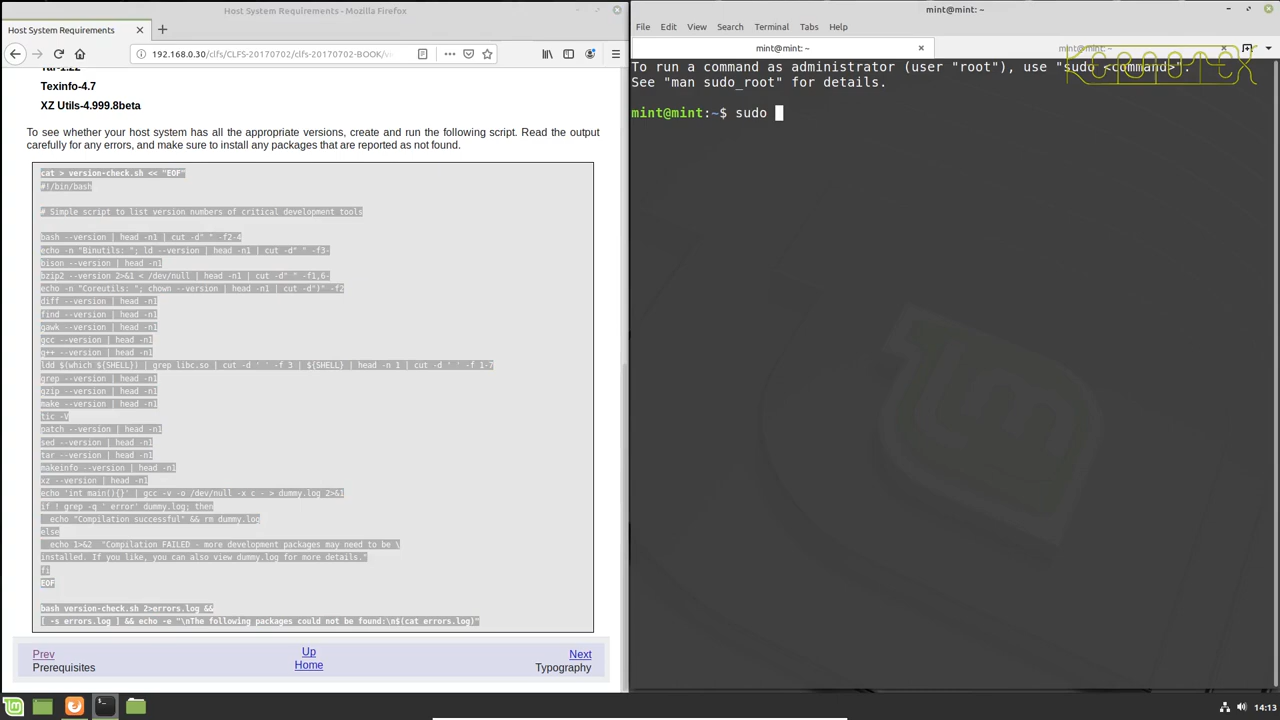 Host System Requirements - Mozilla Firefox
Host System Requirements
192.168.0.30/clfs/CLFS-20170702/clfs-20170702-BOOK/
Tar-1.22
Texinfo-4.7
XZ Utils-4.999.8beta
To see whether your host system has all the appropriate versions, create and run the following script. Read the output
carefully for any errors, and make sure to install any packages that are reported as not found.
cat > version-check.sh << "EOF"
#!/bin/bash
# Simple script to list version numbers of critical development tools
bash --version | head -n1 | cut -d" " -f2-4
echo -n "Binutils: "; ld --version | head -n1 | cut -d" " -f3-
bison --version | head -n1
bzip2 --version 2>&1 < /dev/null | head -n1 | cut -d" " -f1,6-
echo -n "Coreutils: "; chown --version | head -n1 | cut -d")" -f2
diff --version | head -n1
find --version | head -n1
gawk --version | head -n1
gcc --version | head -n1
g++ --version | head -n1
ldd $(which ${SHELL}) | grep libc.so | cut -d ' ' -f 3 | ${SHELL} | head -n 1 | cut -d ' ' -f 1-7
grep --version | head -n1
gzip --version | head -n1
make --version | head -n1
tic -V
patch --version | head -n1
sed --version | head -n1
tar --version | head -n1
makeinfo --version | head -n1
xz --version | head -n1
echo 'int main(){}' | gcc -v -o /dev/null -x c - > dummy.log 2>&1
if ! grep -q ' error' dummy.log; then
  echo "Compilation successful" && rm dummy.log
else
  echo 1>&2  "Compilation FAILED - more development packages may need to be \
installed. If you like, you can also view dummy.log for more details."
fi
EOF
bash version-check.sh 2>errors.log &&
[ -s errors.log ] && echo -e "\nThe following packages could not be found:\n$(cat errors.log)"
Prev
Up
Next
Prerequisites
Home
Typography
mint@mint: ~
File Edit View Search Terminal Tabs Help
mint@mint: ~
mint@mint: ~
To run a command as administrator (user "root"), use "sudo <command>".
See "man sudo_root" for details.
mint@mint:~$ sudo
14:13